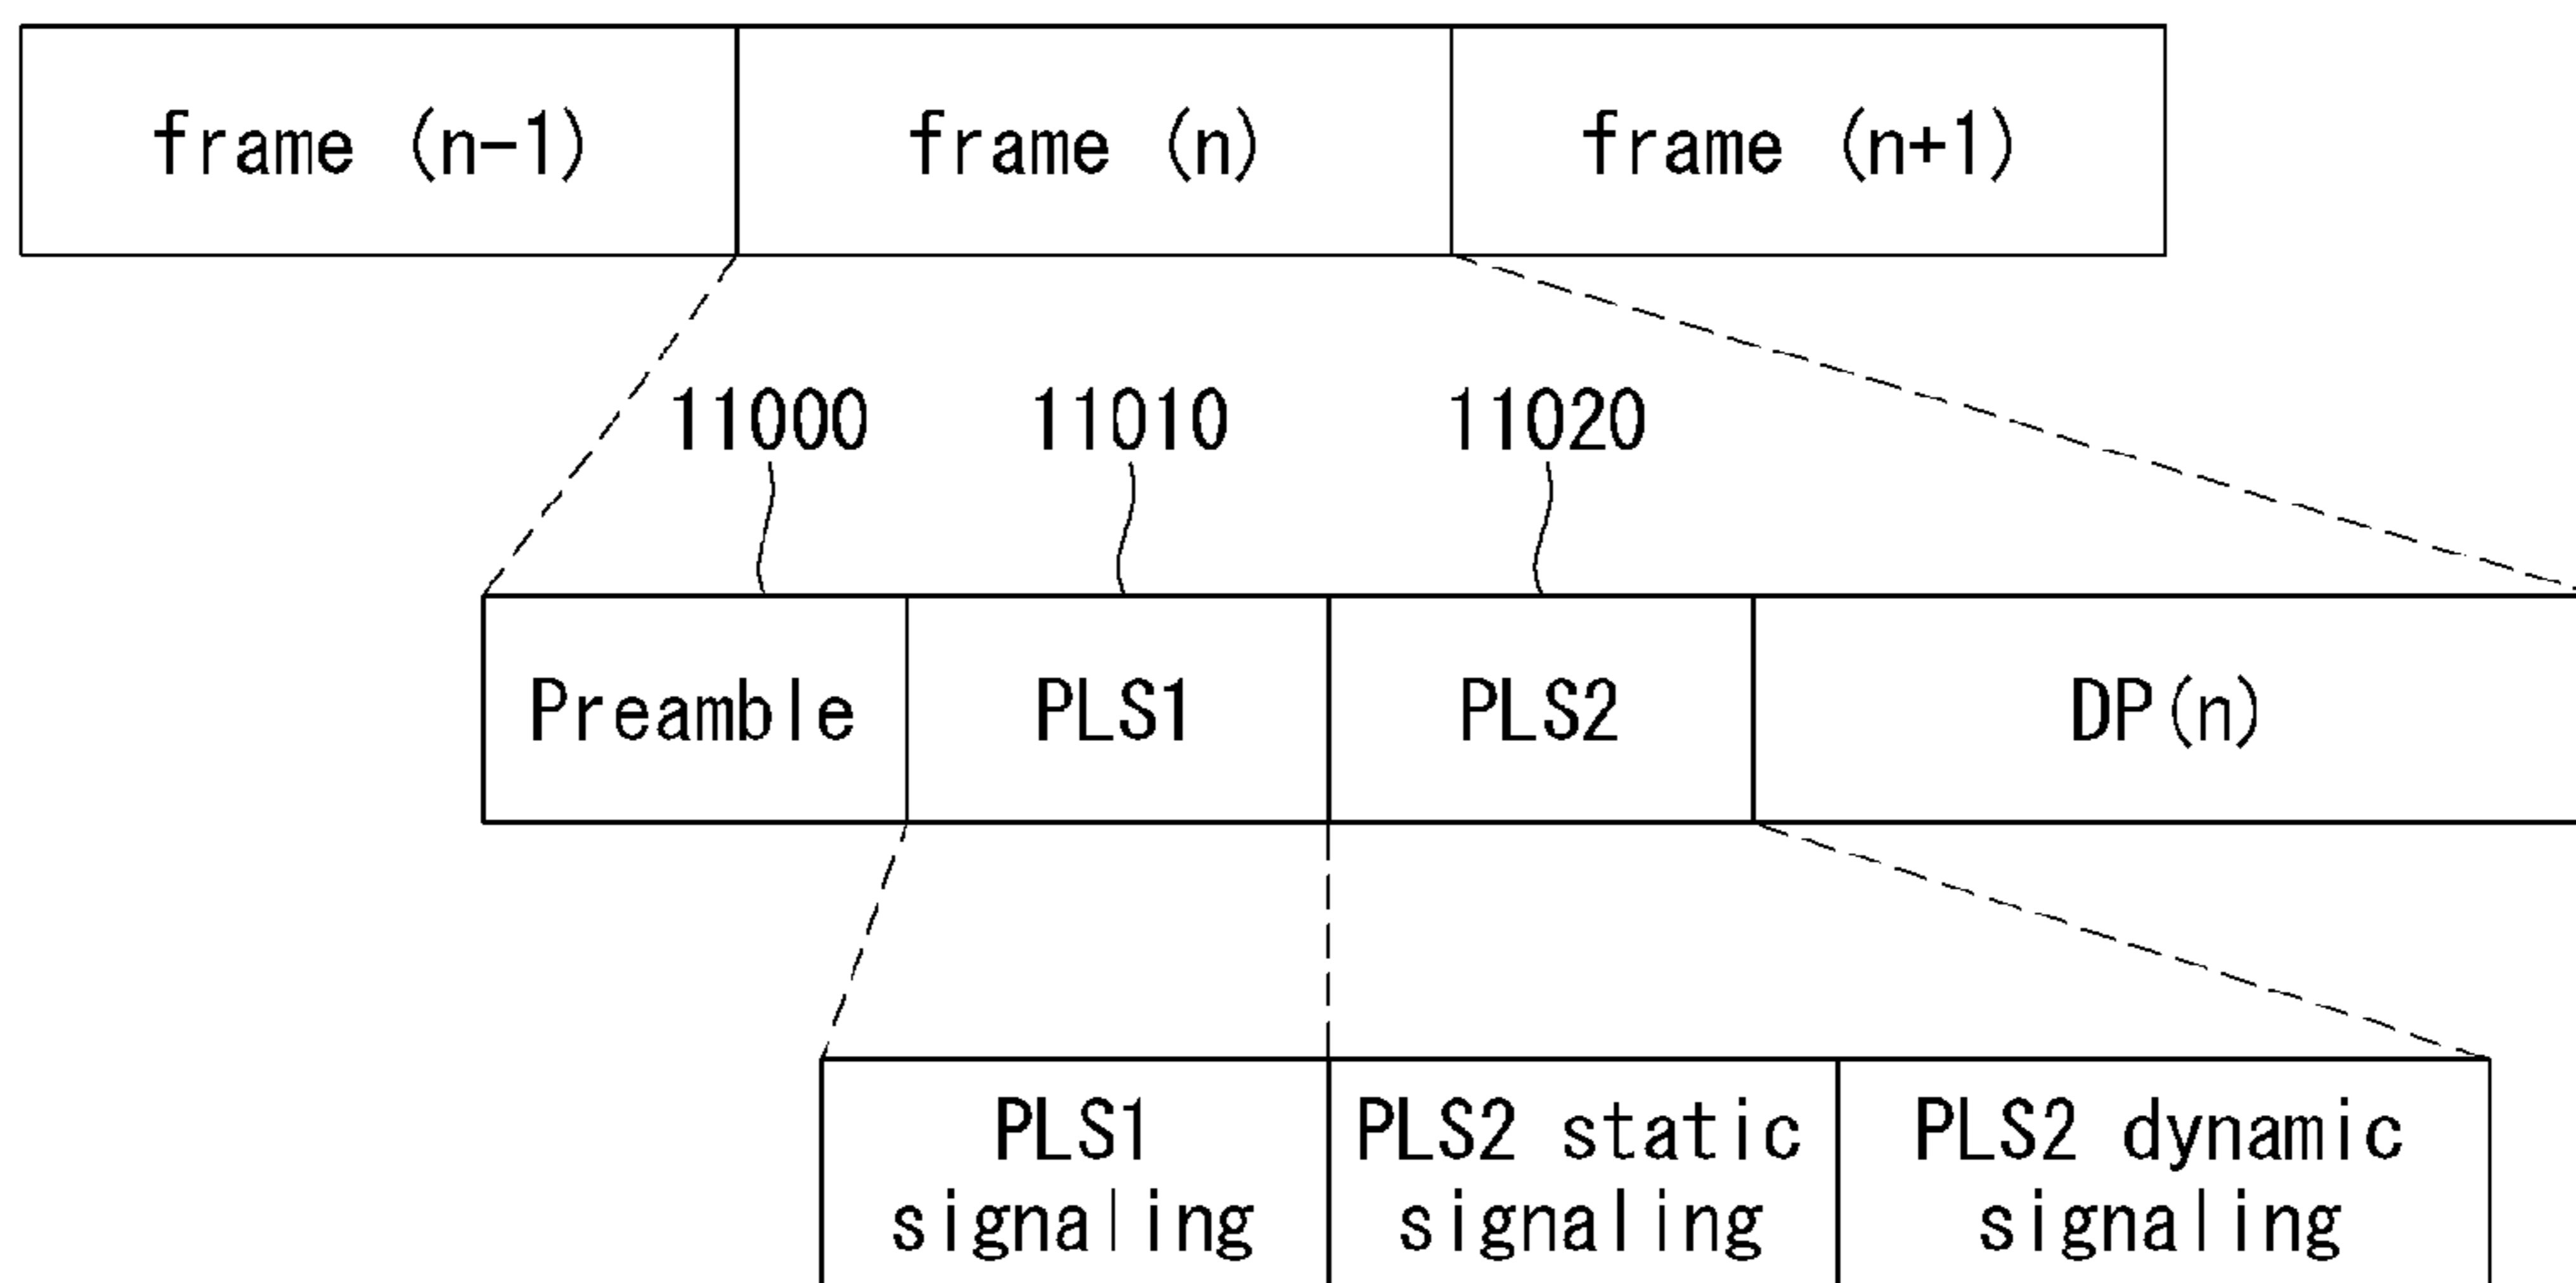 frame (n-1) frame (n) frame (n+1)
11000 11010 11020
Preamble PLS1 PLS2 DP(n)
PLS1 PLS2 static PLS2 dynamic
signaling signaling signaling